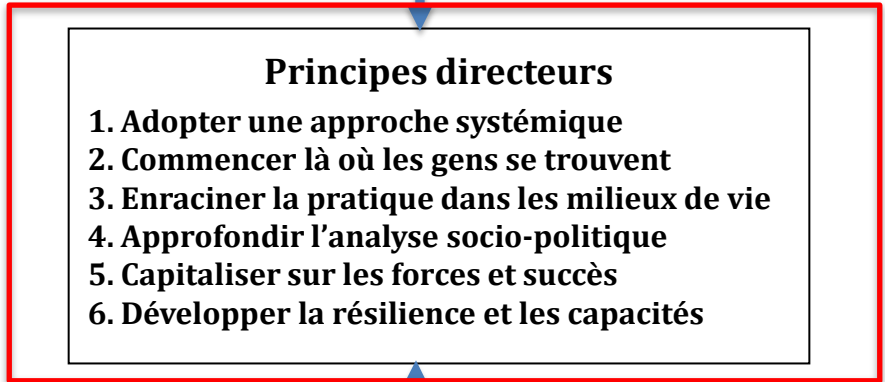 Principes directeurs
1. Adopter une approche systémique
2. Commencer là où les gens se trouvent
3. Enraciner la pratique dans les milieux de vie
4. Approfondir l’analyse socio-politique
5. Capitaliser sur les forces et succès
6. Développer la résilience et les capacités